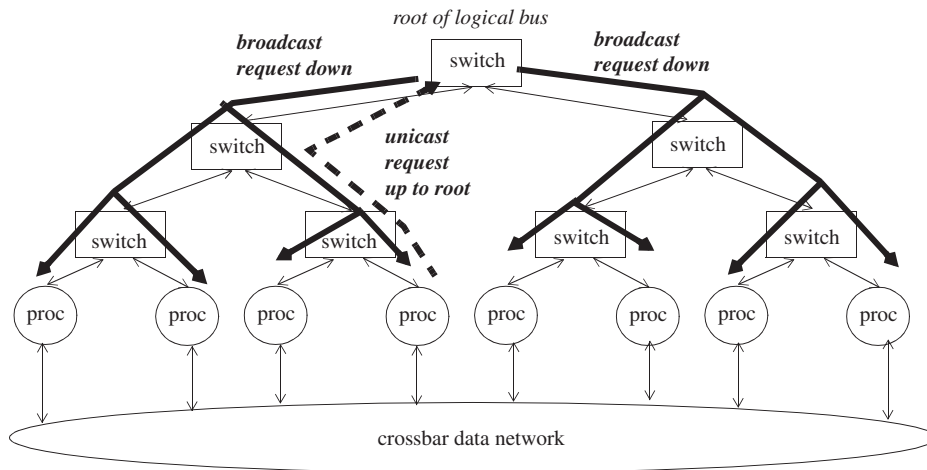 root of logical bus
broadcast
request down
switch
broadcast
request down
switch
unicast
request
up to root
switch
switch
switch
switch
switch
proc
proc
proc
proc
proc
proc
proc
proc
crossbar data network